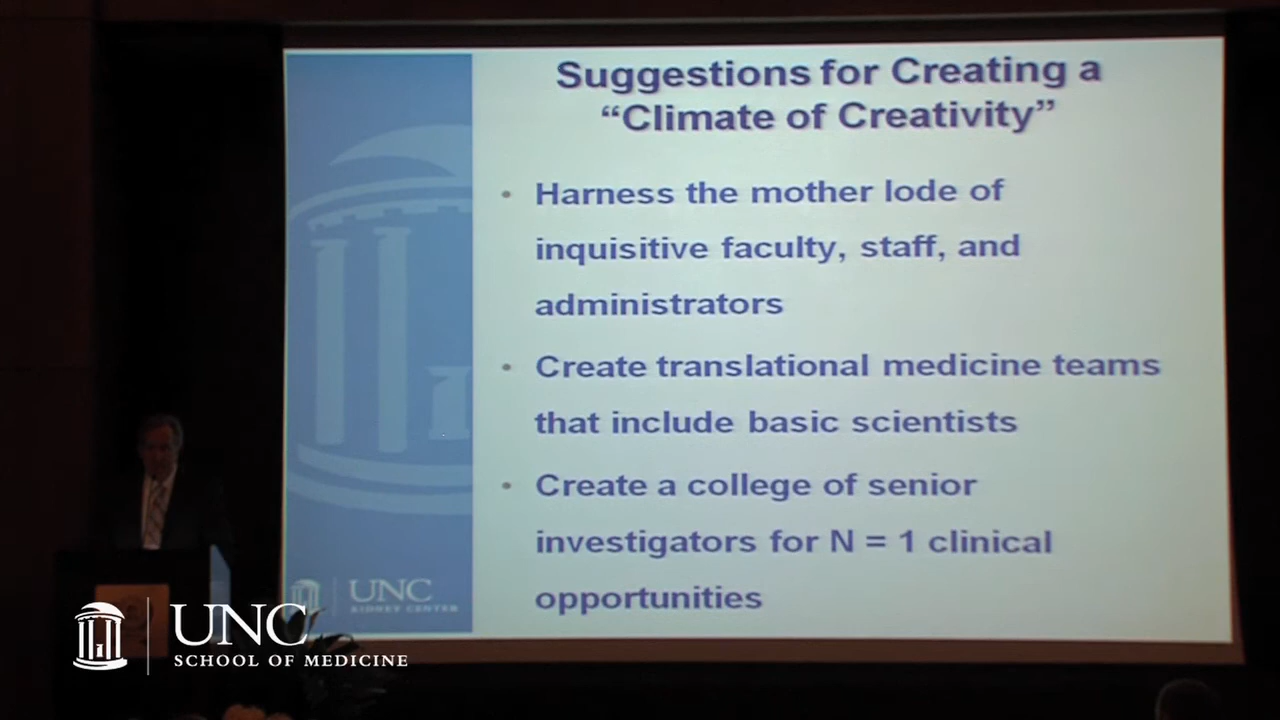 Suggestions for Creating a
“Climate of Creativity”
• Harness the mother lode of
inquisitive faculty, staff, and
administrators
• Create translational medicine teams
that include basic scientists
• Create a college of senior
investigators for N = 1 clinical
opportunities
UNC
KIDNEY CENTER
UNC
SCHOOL OF MEDICINE